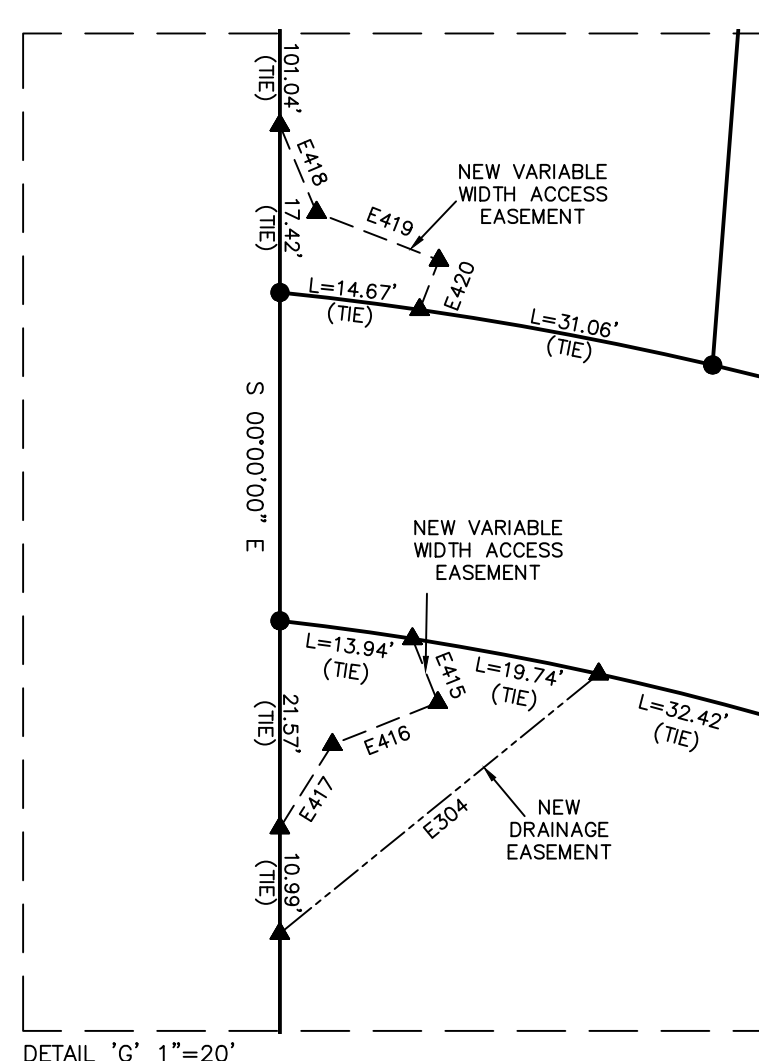 101.04'
(TIE)
E418
NEW VARIABLE
WIDTH ACCESS
EASEMENT
17.42'
(TIE)
E419
E420
L=14.67'
(TIE)
L=31.06'
(TIE)
S 00°00'00" E
NEW VARIABLE
WIDTH ACCESS
EASEMENT
L=13.94'
(TIE)
E415
L=19.74'
(TIE)
L=32.42'
(TIE)
21.57'
(TIE)
E416
E417
E304
NEW
DRAINAGE
EASEMENT
10.99'
(TIE)
DETAIL 'G' 1"=20'